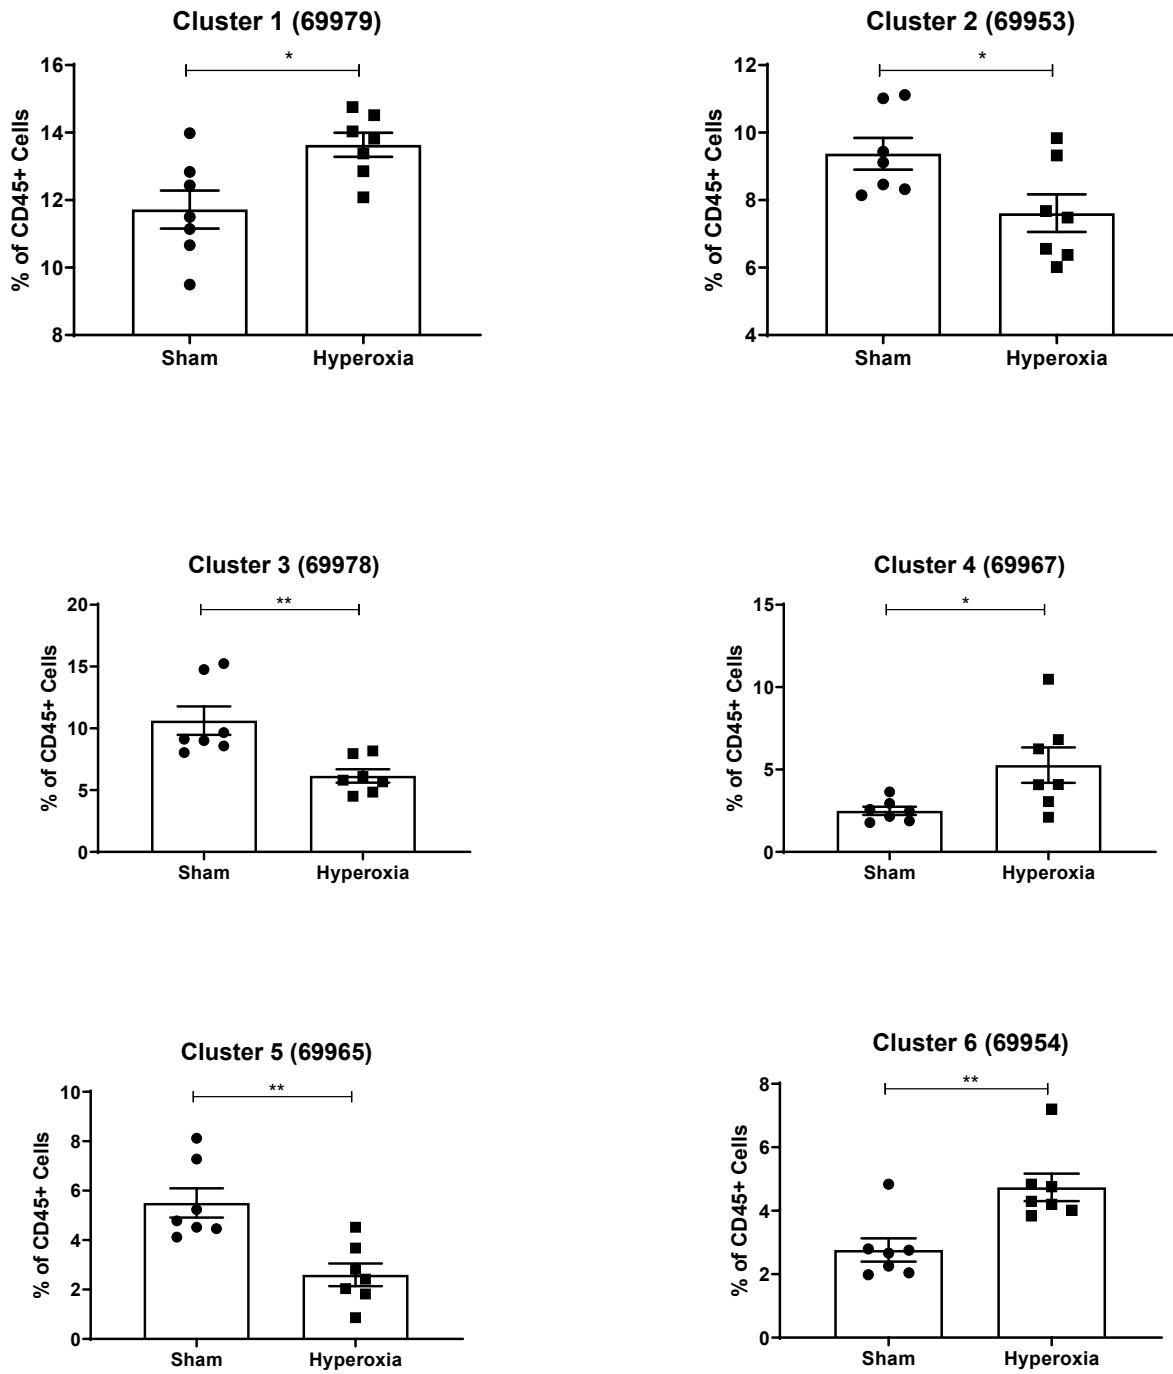 Cluster 1 (69979)
*
% of CD45+ Cells
16
14
12
10
8
Sham Hyperoxia
Cluster 2 (69953)
*
% of CD45+ Cells
12
10
8
6
4
Sham Hyperoxia
Cluster 3 (69978)
**
% of CD45+ Cells
20
15
10
5
0
Sham Hyperoxia
Cluster 4 (69967)
*
% of CD45+ Cells
15
10
5
0
Sham Hyperoxia
Cluster 5 (69965)
**
% of CD45+ Cells
10
8
6
4
2
0
Sham Hyperoxia
Cluster 6 (69954)
**
% of CD45+ Cells
8
6
4
2
0
Sham Hyperoxia